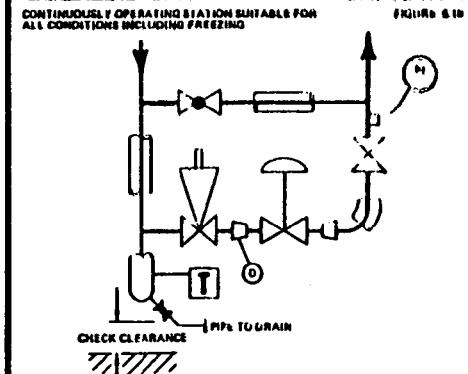 CONTINUOUSLY OPERATING STATION SUITABLE FOR
ALL CONDITIONS INCLUDING FREEZING
T
D
PIPE TO DRAIN
CHECK CLEARANCE